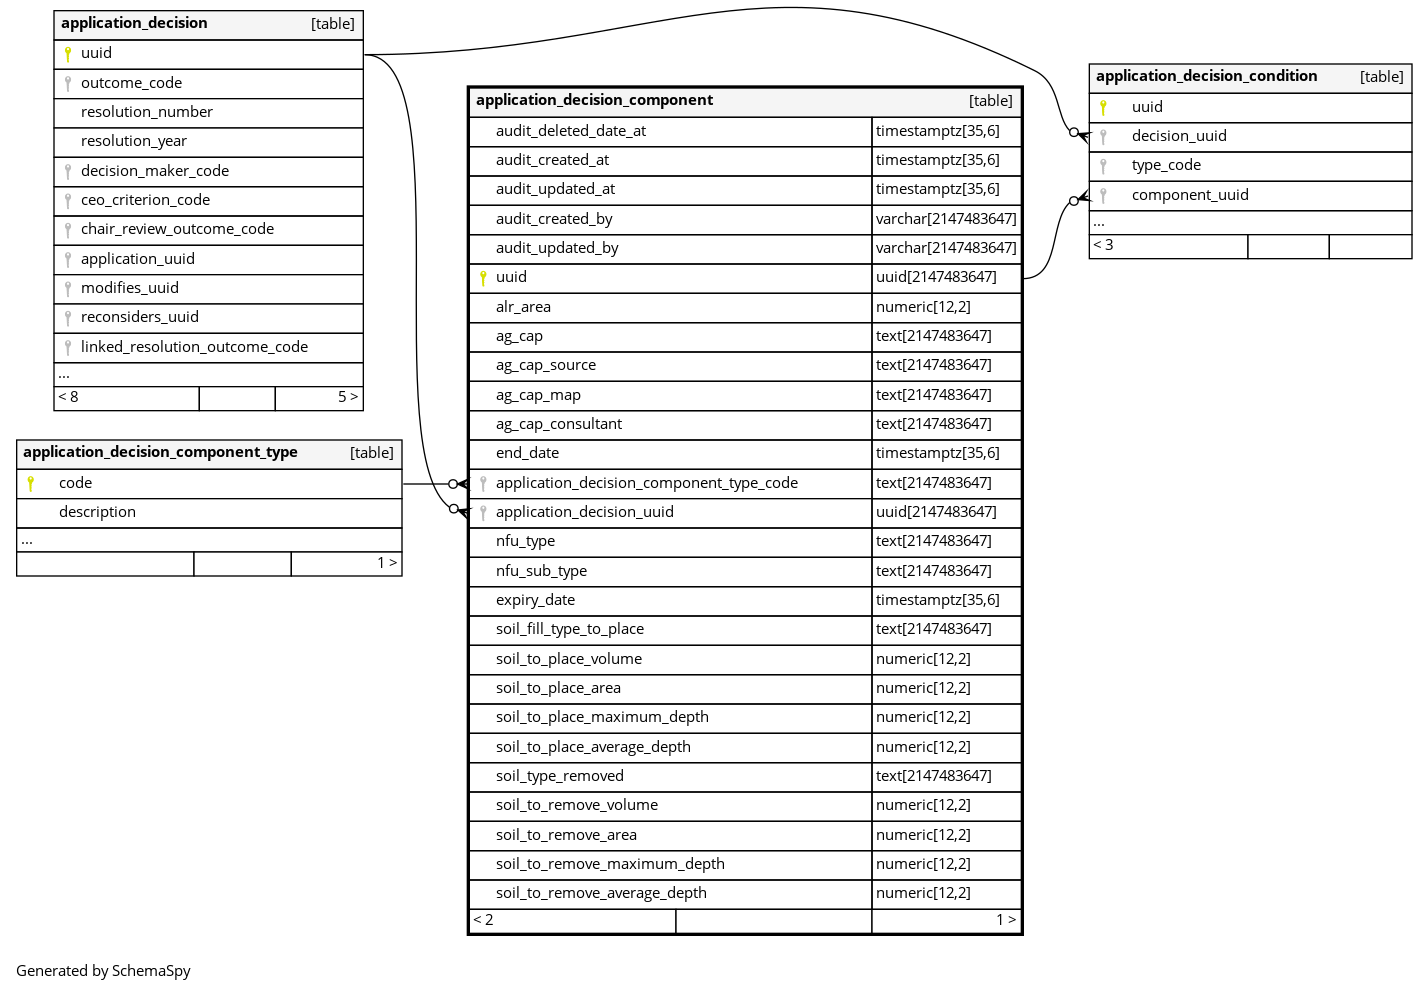 application_decision [table]
uuid
outcome_code
resolution_number
resolution_year
decision_maker_code
ceo_criterion_code
chair_review_outcome_code
application_uuid
modifies_uuid
reconsiders_uuid
linked_resolution_outcome_code
...
< 8 5 >
application_decision_component_type [table]
code
description
...
1 >
application_decision_component [table]
audit_deleted_date_at timestamptz[35,6]
audit_created_at timestamptz[35,6]
audit_updated_at timestamptz[35,6]
audit_created_by varchar[2147483647]
audit_updated_by varchar[2147483647]
uuid uuid[2147483647]
alr_area numeric[12,2]
ag_cap text[2147483647]
ag_cap_source text[2147483647]
ag_cap_map text[2147483647]
ag_cap_consultant text[2147483647]
end_date timestamptz[35,6]
application_decision_component_type_code text[2147483647]
application_decision_uuid uuid[2147483647]
nfu_type text[2147483647]
nfu_sub_type text[2147483647]
expiry_date timestamptz[35,6]
soil_fill_type_to_place text[2147483647]
soil_to_place_volume numeric[12,2]
soil_to_place_area numeric[12,2]
soil_to_place_maximum_depth numeric[12,2]
soil_to_place_average_depth numeric[12,2]
soil_type_removed text[2147483647]
soil_to_remove_volume numeric[12,2]
soil_to_remove_area numeric[12,2]
soil_to_remove_maximum_depth numeric[12,2]
soil_to_remove_average_depth numeric[12,2]
< 2 1 >
application_decision_condition [table]
uuid
decision_uuid
type_code
component_uuid
...
< 3
Generated by SchemaSpy